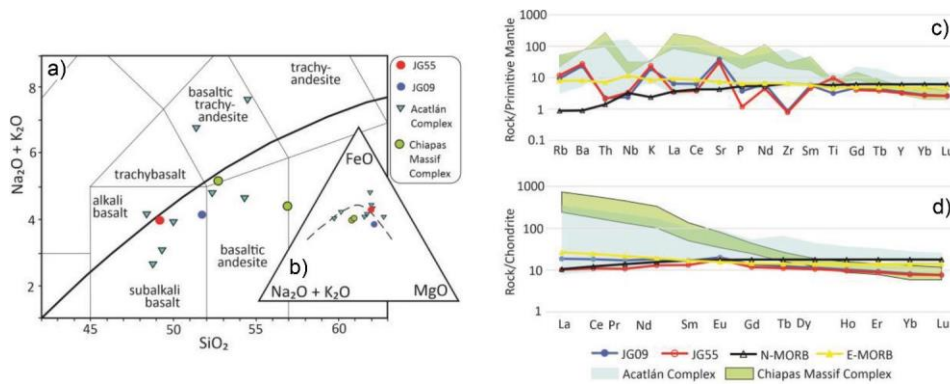 a)
Na₂O + K₂O
8
6
4
2
45
50
55
60
SiO₂
trachy-
andesite
basaltic
trachy-
andesite
trachybasalt
alkali
basalt
subalkali
basalt
basaltic
andesite
JG55
JG09
Acatlán
Complex
Chiapas
Massif
Complex
b)
FeO
Na₂O + K₂O
MgO
c)
Rock/Primitive Mantle
1000
100
10
1
0.1
Rb Ba Th Nb K La Ce Sr P Nd Zr Sm Ti Gd Tb Y Yb Lu
d)
Rock/Chondrite
1000
100
10
1
La Ce Pr Nd Sm Eu Gd Tb Dy Ho Er Yb Lu
JG09 JG55 N-MORB E-MORB
Acatlán Complex Chiapas Massif Complex